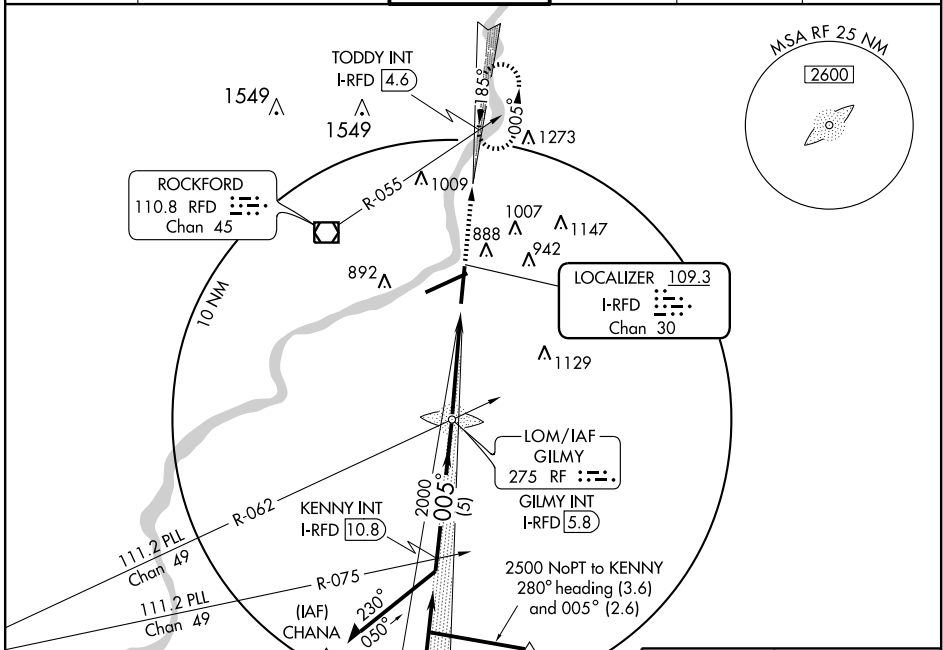 MSA RF 25 NM
2600
TODDY INT
I-RFD 4.6
185°
005°
1549
1549
1273
ROCKFORD
110.8 RFD
Chan 45
R-055
1009
1007
1147
888
942
892
LOCALIZER 109.3
I-RFD
Chan 30
10 NM
1129
LOM/IAF
GILMY
275 RF
GILMY INT
I-RFD 5.8
2000
005°
(5)
KENNY INT
I-RFD 10.8
R-062
111.2 PLL
Chan 49
R-075
111.2 PLL
Chan 49
2500 NoPT to KENNY
280° heading (3.6)
and 005° (2.6)
(IAF)
CHANA
230°
050°